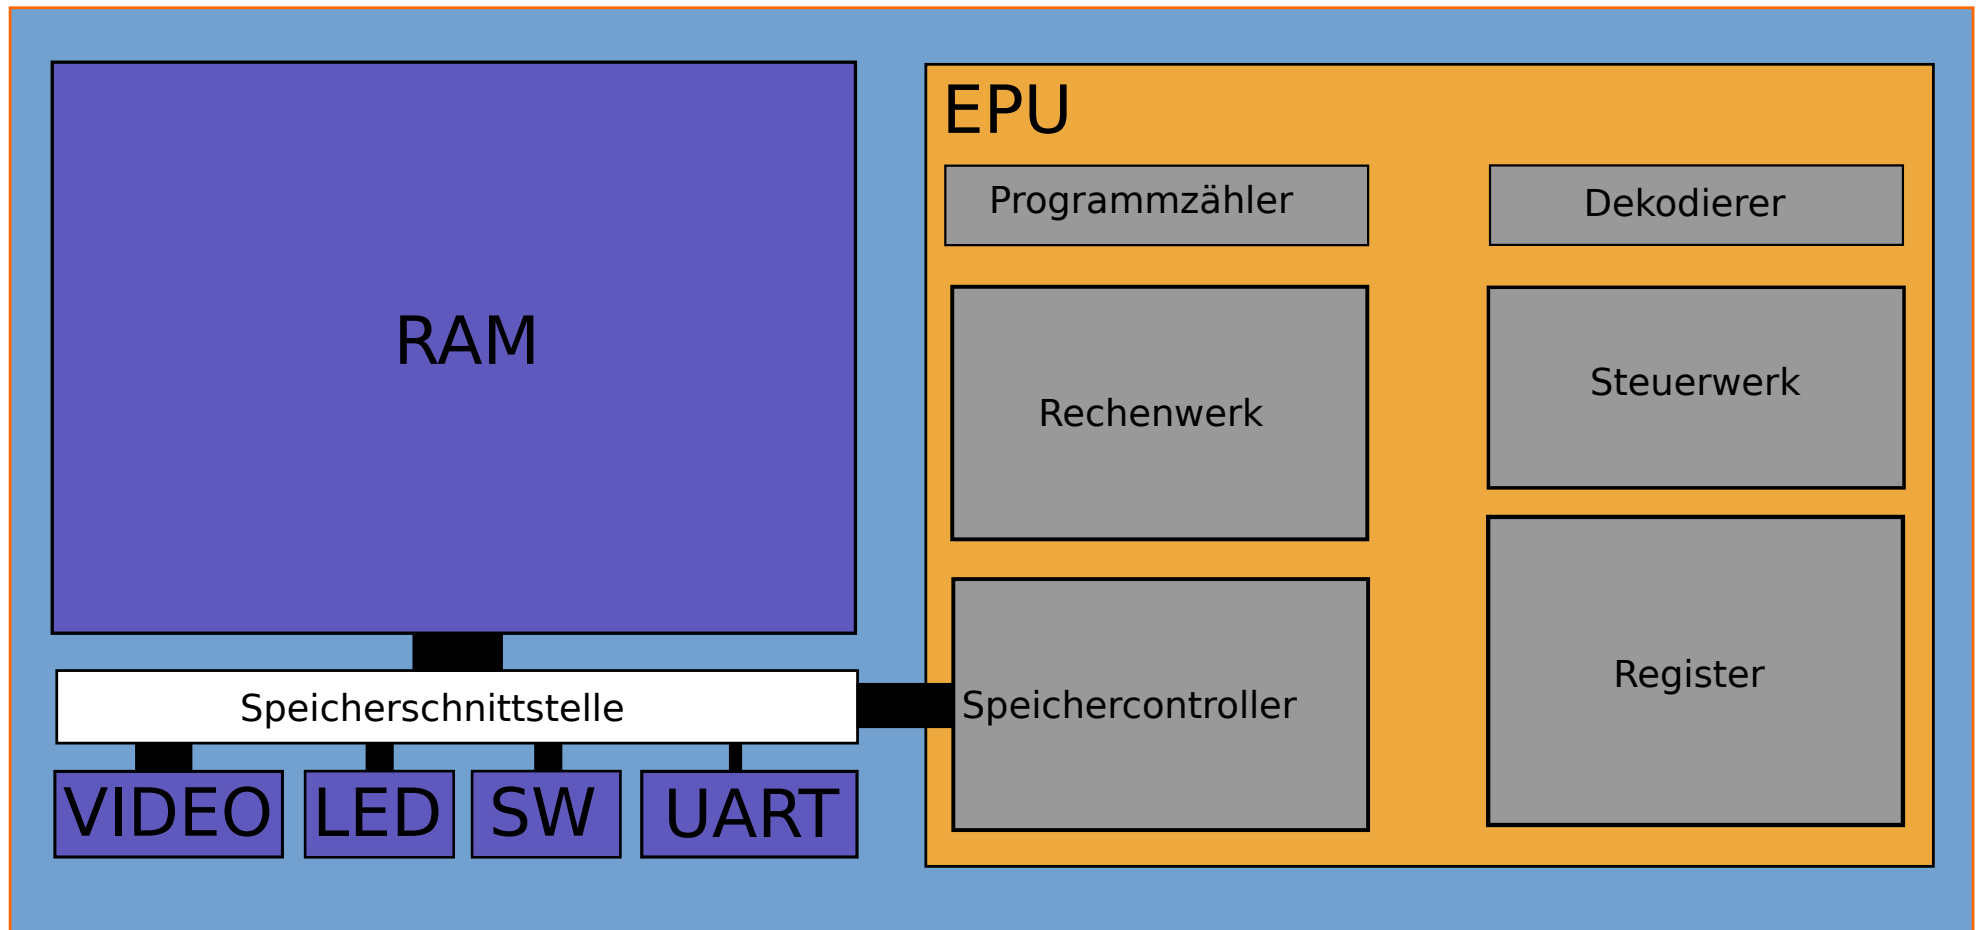 RAM
Speicherschnittstelle
VIDEO
LED
SW
UART
EPU
Programmzähler
Dekodierer
Rechenwerk
Steuerwerk
Speichercontroller
Register